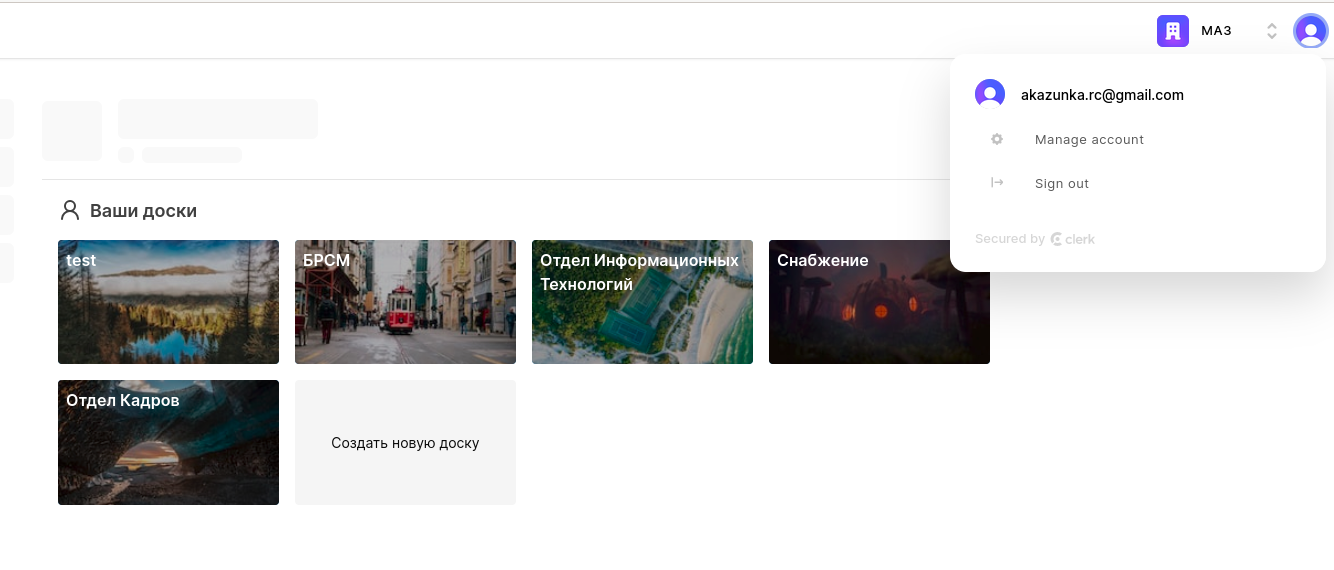 МАЗ
akazunka.rc@gmail.com
Manage account
Sign out
Secured by clerk
Ваши доски
test
БРСМ
Отдел Информационных
Технологий
Снабжение
Отдел Кадров
Создать новую доску